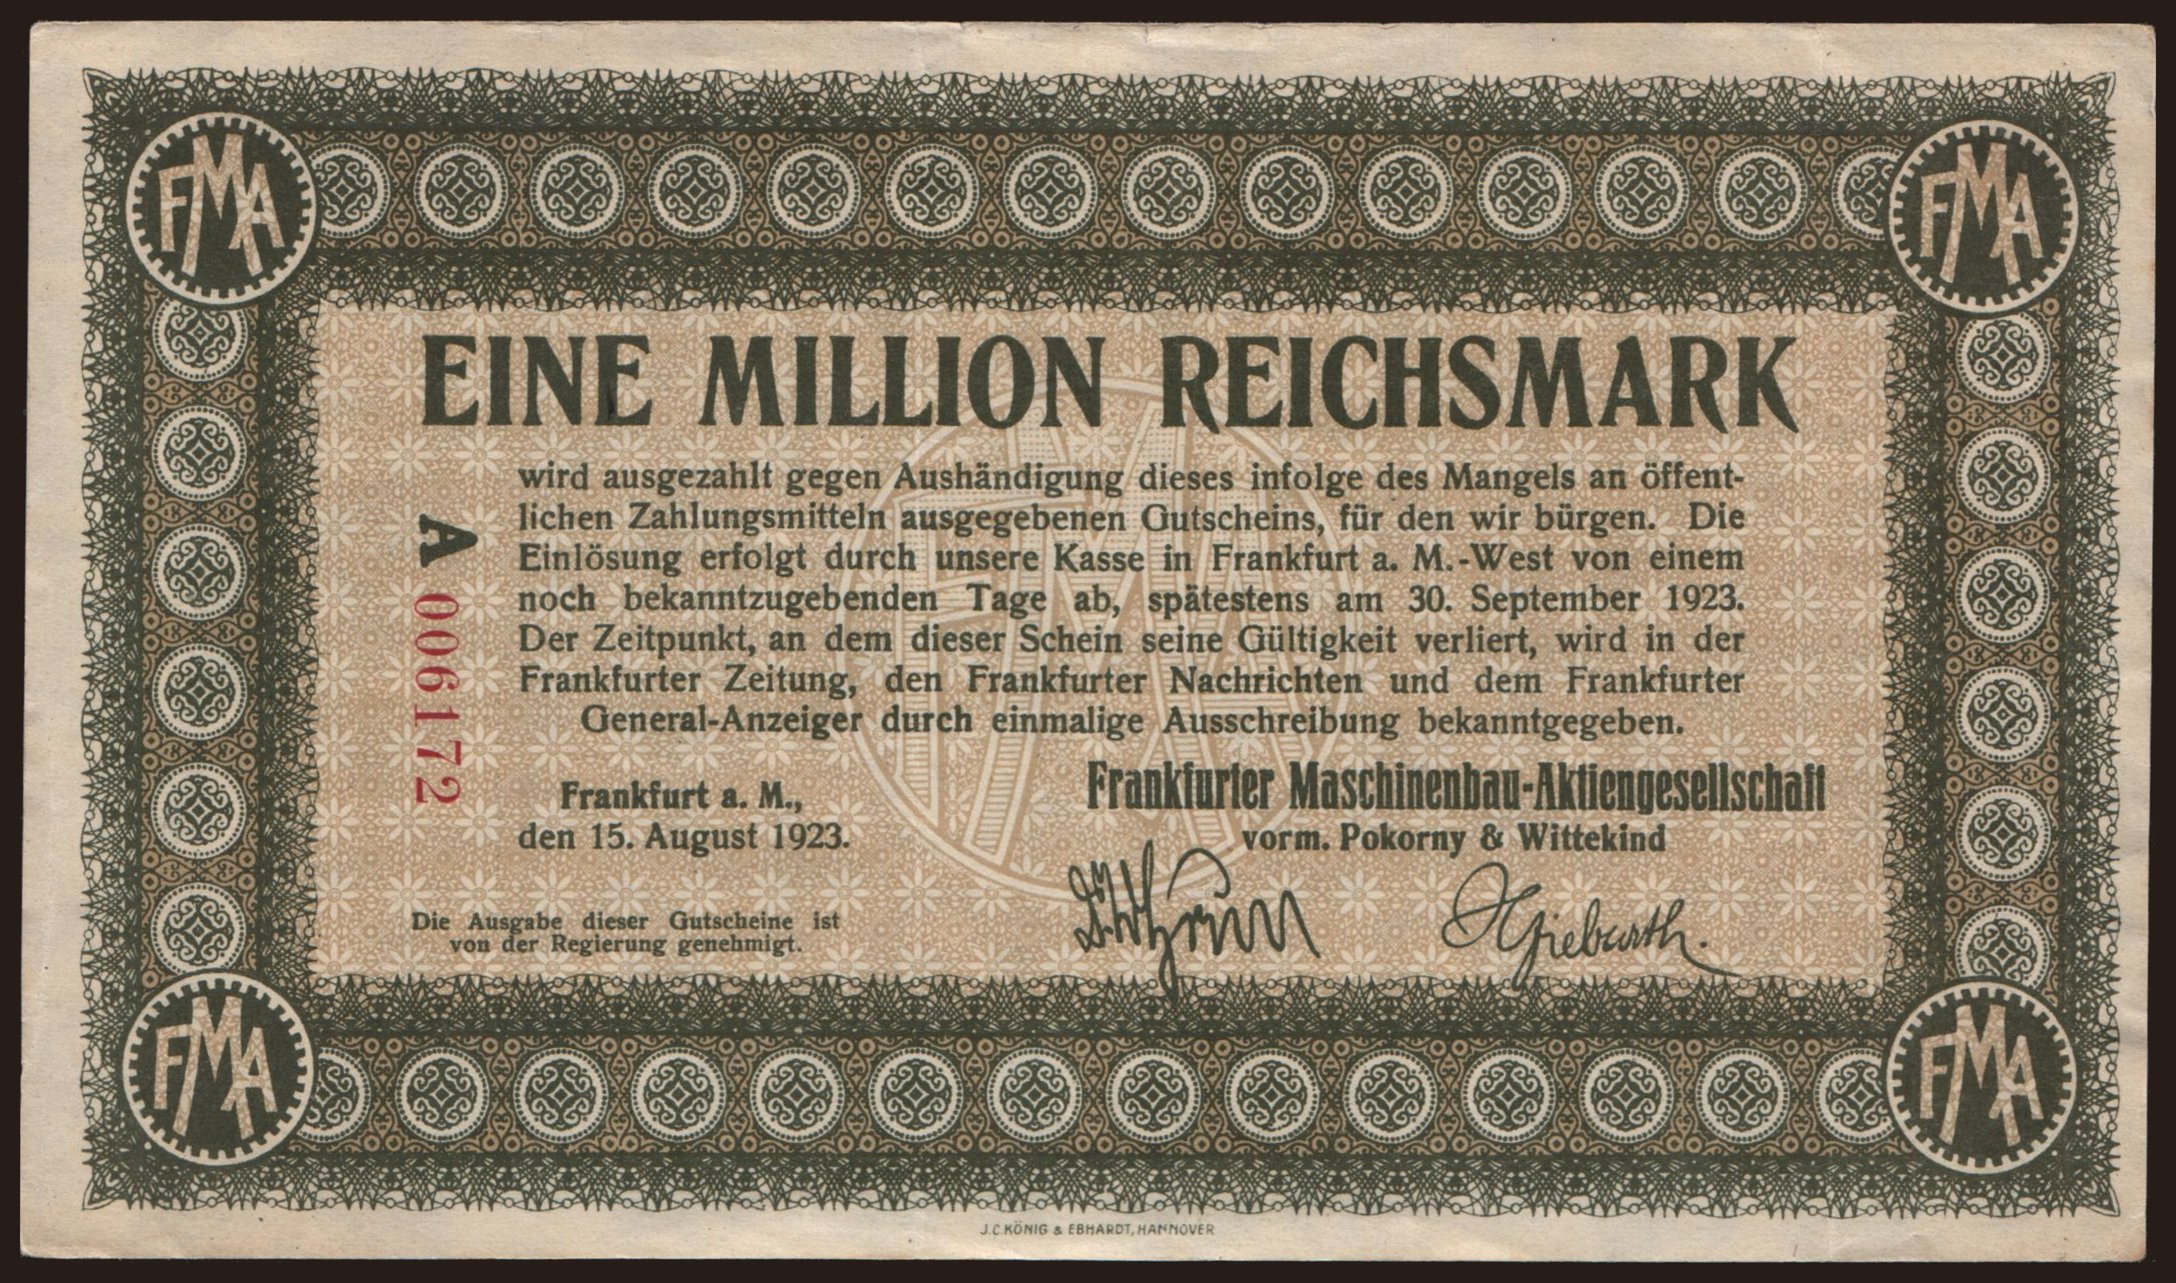 FMA
FMA
EINE MILLION REICHSMARK
wird ausgezahlt gegen Aushändigung dieses infolge des Mangels an öffent-
lichen Zahlungsmitteln ausgegebenen Gutscheins, für den wir bürgen. Die
Einlösung erfolgt durch unsere Kasse in Frankfurt a. M.-West von einem
noch bekanntzugebenden Tage ab, spätestens am 30. September 1923.
Der Zeitpunkt, an dem dieser Schein seine Gültigkeit verliert, wird in der
Frankfurter Zeitung, den Frankfurter Nachrichten und dem Frankfurter
General-Anzeiger durch einmalige Ausschreibung bekanntgegeben.
FMA
A 006172
Frankfurt a. M.,
den 15. August 1923.
Frankfurter Maschinenbau-Aktiengesellschaft
vorm. Pokorny & Wittekind
Die Ausgabe dieser Gutscheine ist
von der Regierung genehmigt.
FMA
FMA
J.C. KÖNIG & EBHARDT, HANNOVER